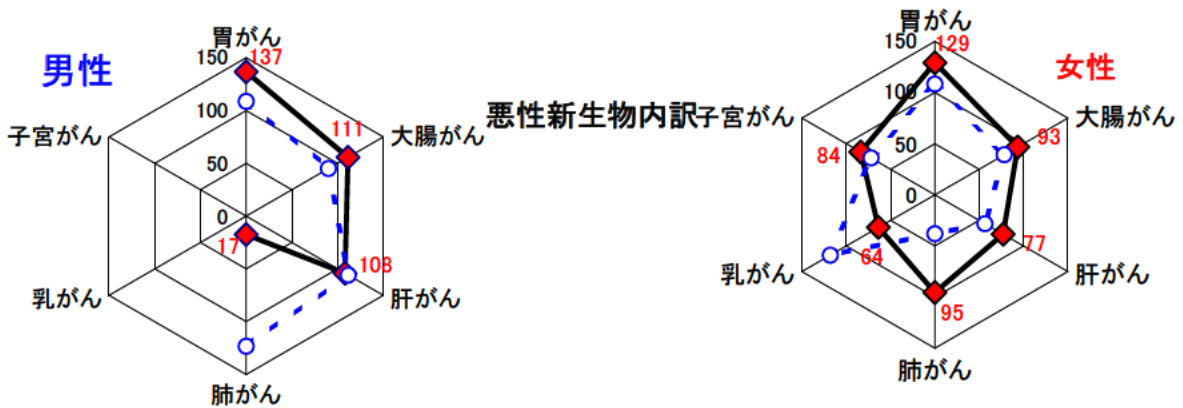 男性
胃がん
150
137
100
50
0
111
大腸がん
108
肝がん
肺がん
17
乳がん
子宮がん
悪性新生物内訳
女性
胃がん
150
129
100
50
0
93
大腸がん
77
肝がん
95
肺がん
64
乳がん
84
子宮がん